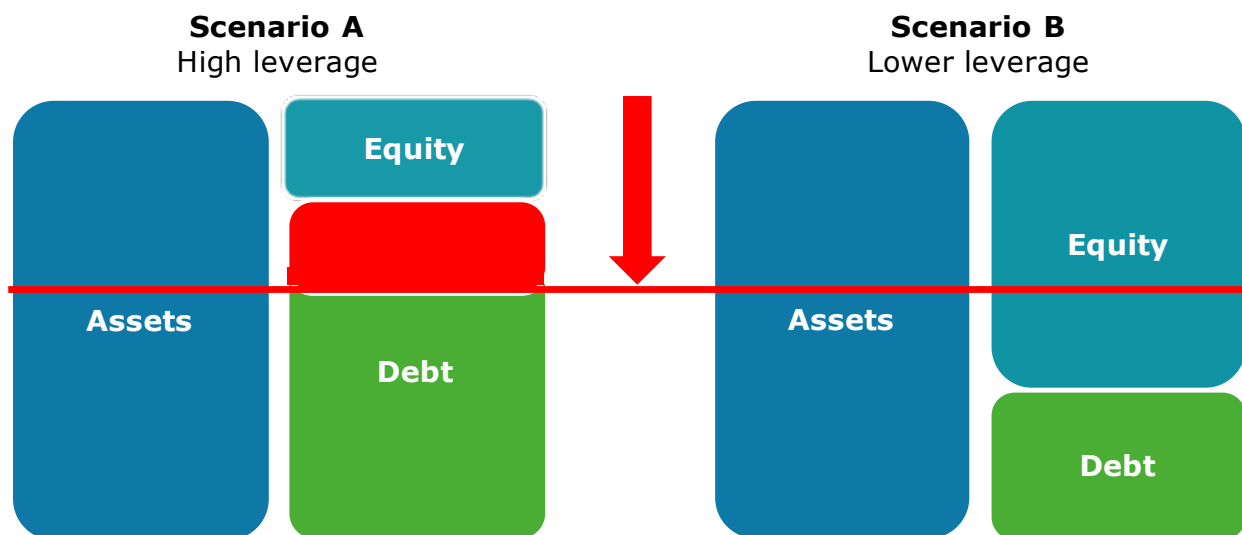 Scenario A
High leverage
Scenario B
Lower leverage
Equity
Assets
Debt
Equity
Assets
Debt